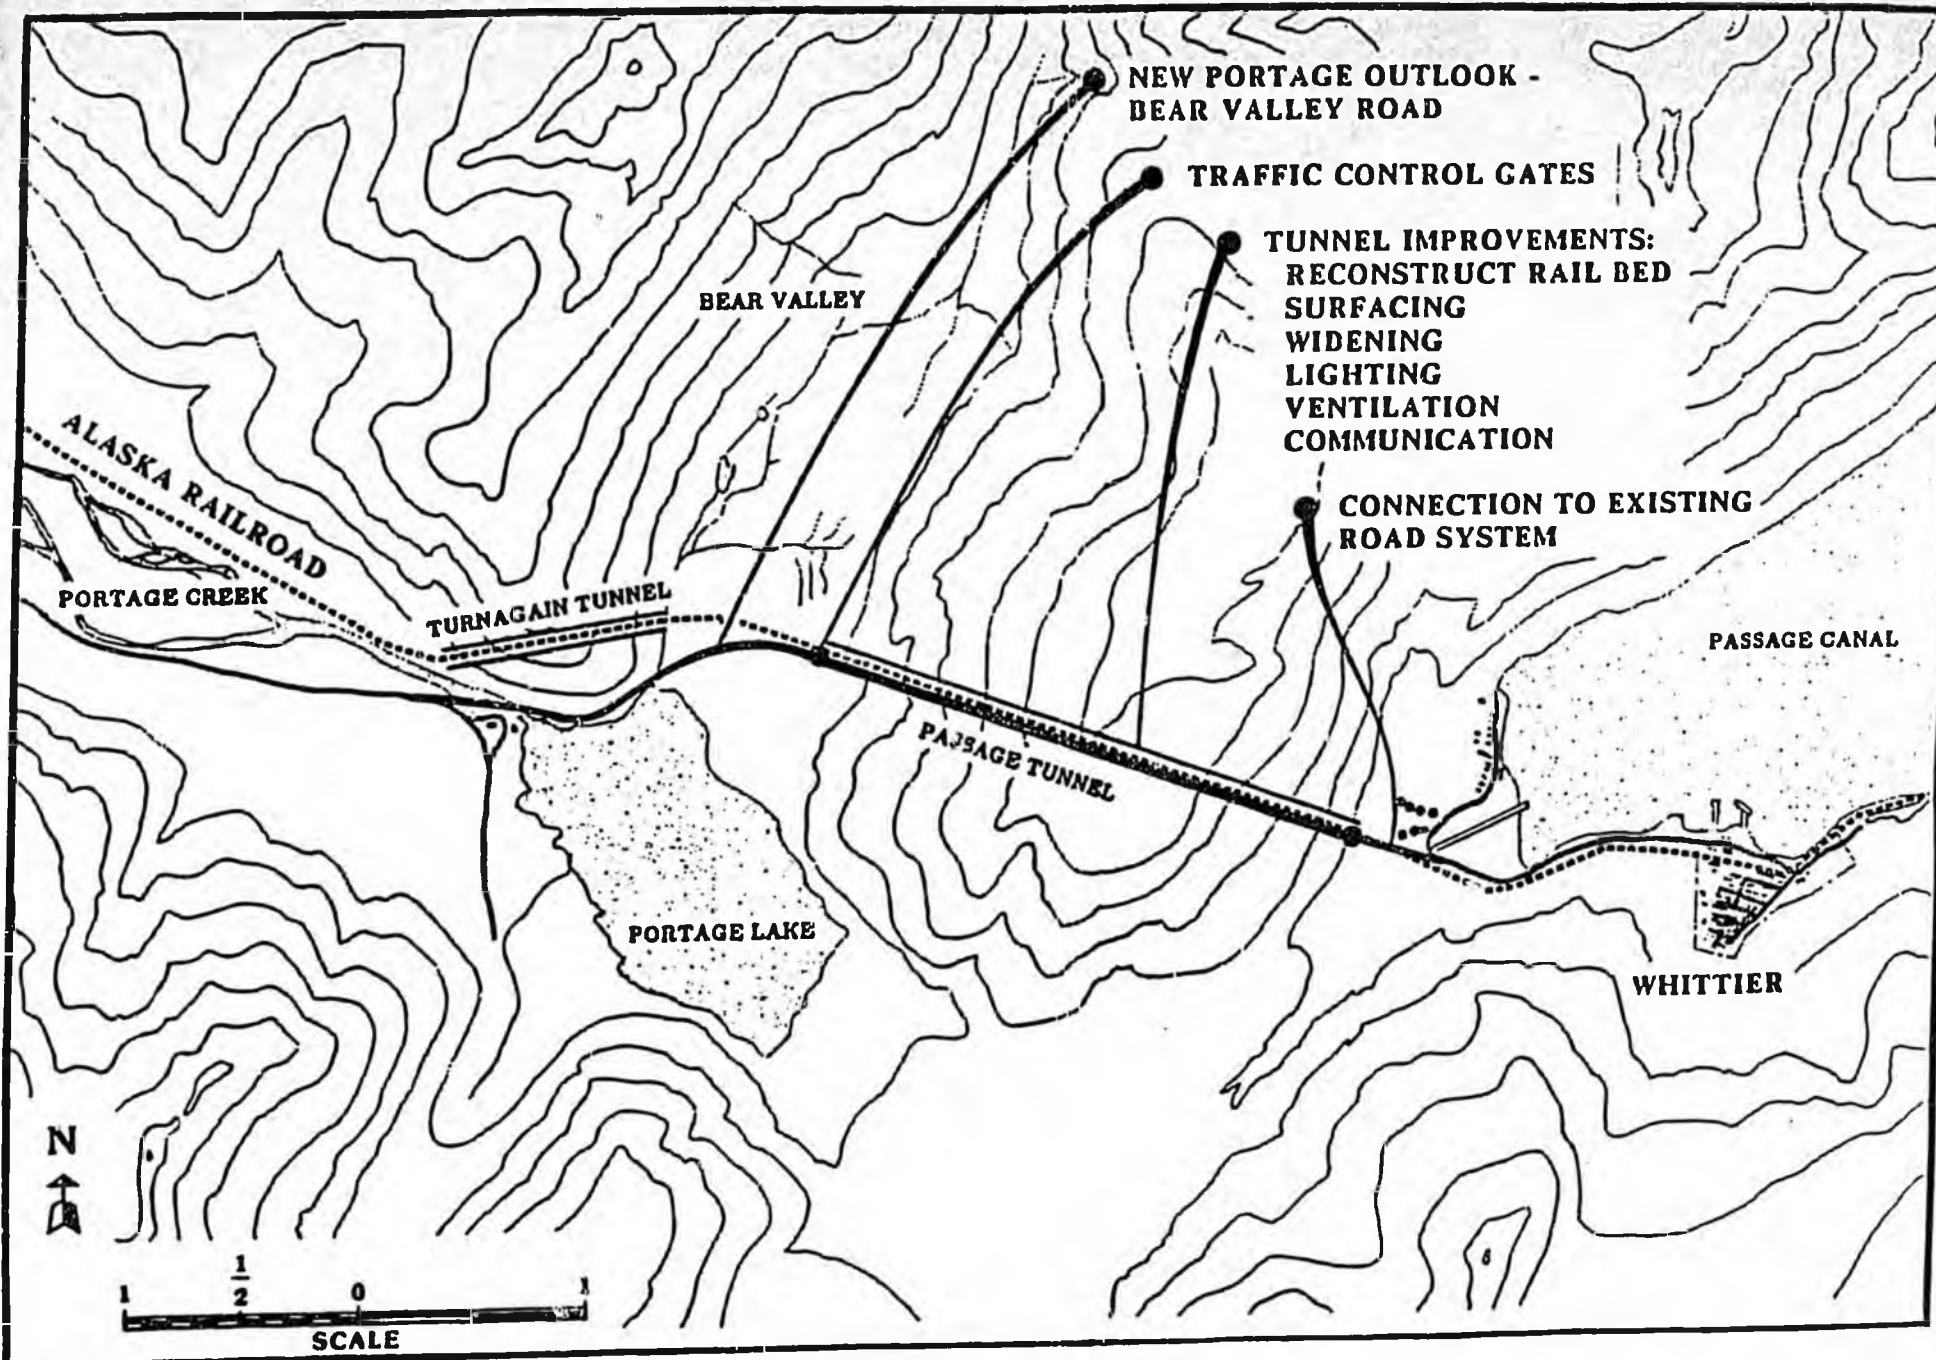 NEW PORTAGE OUTLOOK -
BEAR VALLEY ROAD
TRAFFIC CONTROL GATES
TUNNEL IMPROVEMENTS:
RECONSTRUCT RAIL BED
SURFACING
WIDENING
LIGHTING
VENTILATION
COMMUNICATION
BEAR VALLEY
CONNECTION TO EXISTING
ROAD SYSTEM
ALASKA RAILROAD
PORTAGE CREEK
TURNAGAIN TUNNEL
PASSAGE CANAL
PASSAGE TUNNEL
PORTAGE LAKE
WHITTIER
N
1 1/2 0 1
SCALE